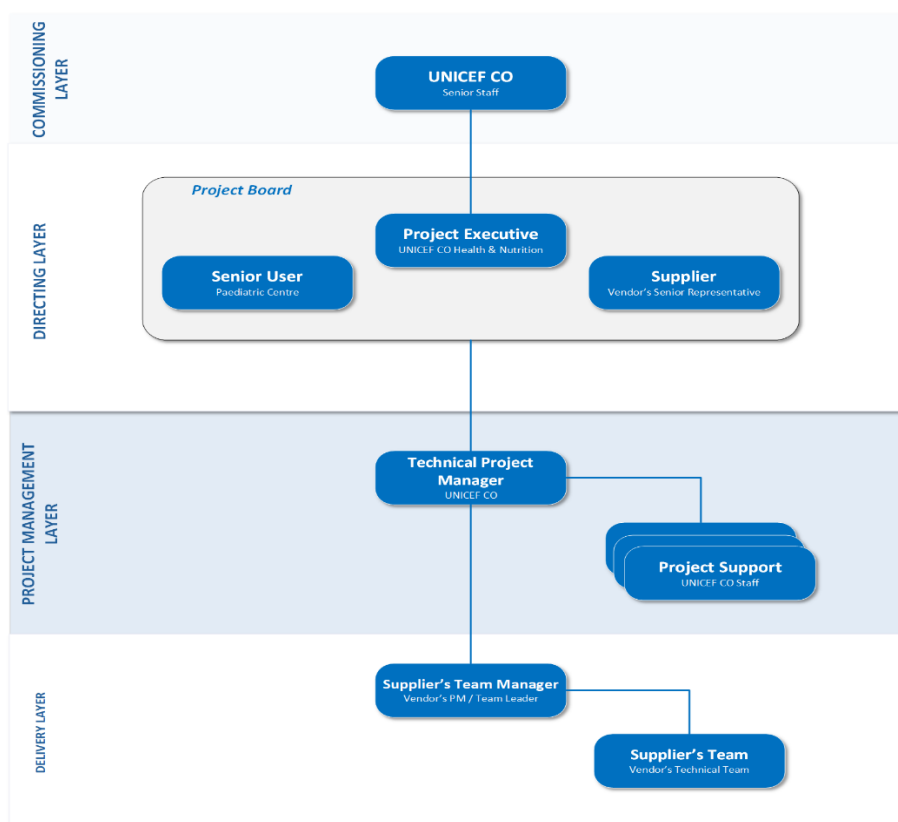 COMMISSIONING
LAYER
UNICEF CO
Senior Staff
DIRECTING LAYER
Project Board
Project Executive
UNICEF CO Health & Nutrition
Senior User
Paediatric Centre
Supplier
Vendor's Senior Representative
PROJECT MANAGEMENT
LAYER
Technical Project
Manager
UNICEF CO
Project Support
UNICEF CO Staff
DELIVERY LAYER
Supplier's Team Manager
Vendor's PM / Team Leader
Supplier's Team
Vendor's Technical Team